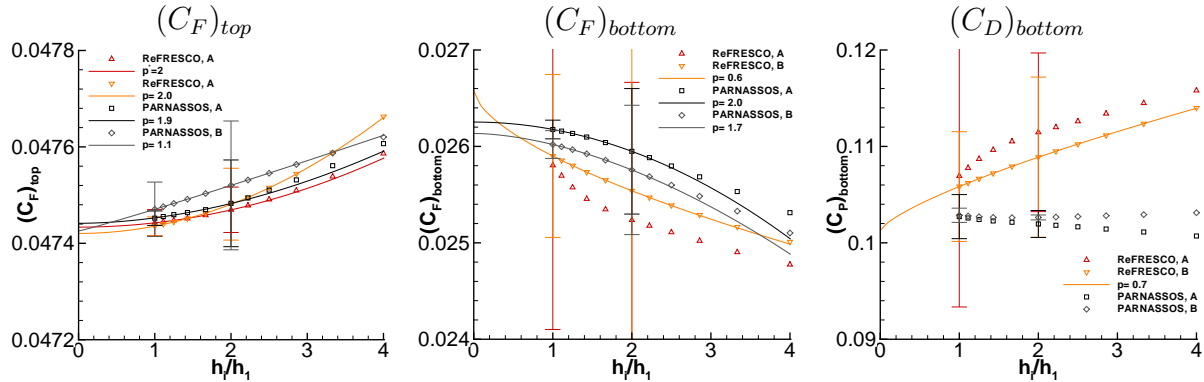 (C_F)_top
0.0478
0.0476
0.0474
0.0472
(C_F)_top
ReFRESCO, A
p*=2
ReFRESCO, A
p= 2.0
PARNASSOS, A
p= 1.9
PARNASSOS, B
p= 1.1
0 1 2 3 4
h_i/h_1
(C_F)_bottom
0.027
0.026
0.025
0.024
(C_F)_bottom
ReFRESCO, A
ReFRESCO, B
p= 0.6
PARNASSOS, A
p= 2.0
PARNASSOS, B
p= 1.7
0 1 2 3 4
h_i/h_1
(C_D)_bottom
0.12
0.11
0.1
0.09
(C_P)_bottom
ReFRESCO, A
ReFRESCO, B
p= 0.7
PARNASSOS, A
PARNASSOS, B
0 1 2 3 4
h_i/h_1